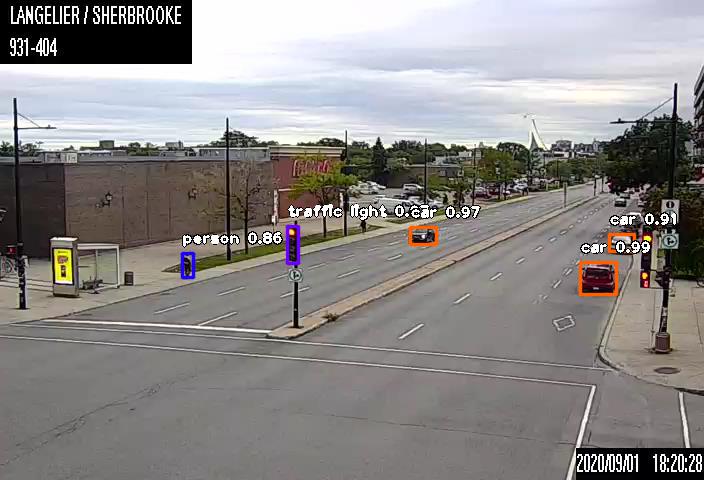 LANGELIER / SHERBROOKE
931-404
traffic light 0.
car 0.97
person 0.86
car 0.91
car 0.99
2020/09/01 18:20:28